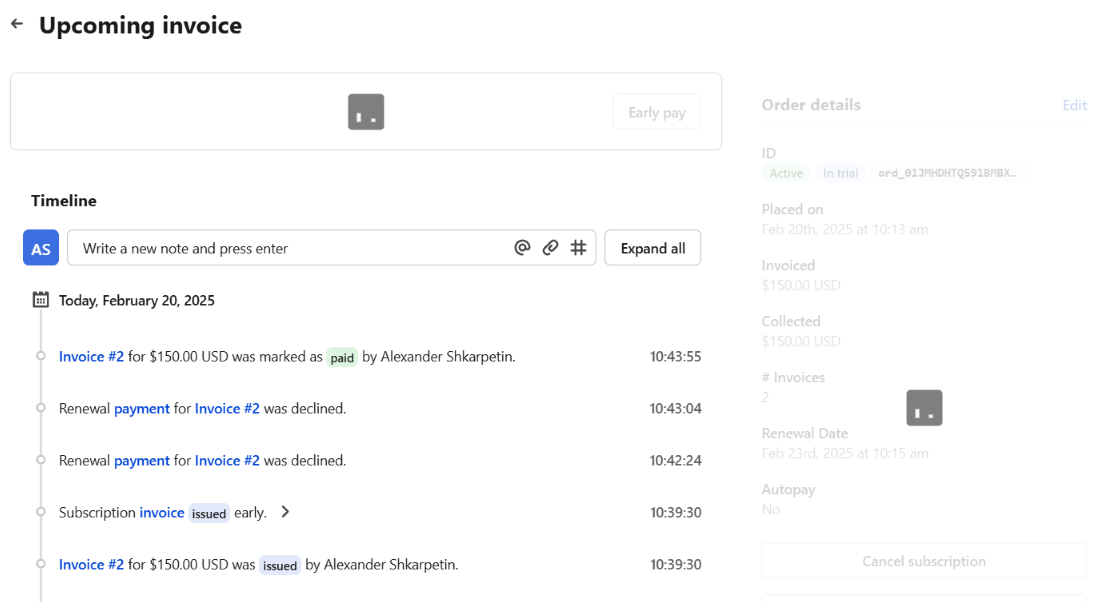 Upcoming invoice
Early pay
Timeline
AS
Write a new note and press enter
Expand all
Today, February 20, 2025
Invoice #2 for $150.00 USD was marked as paid by Alexander Shkarpetin.
10:43:55
Renewal payment for Invoice #2 was declined.
10:43:04
Renewal payment for Invoice #2 was declined.
10:42:24
Subscription invoice issued early.
10:39:30
Invoice #2 for $150.00 USD was issued by Alexander Shkarpetin.
10:39:30
Order details
Edit
ID
Active
In trial
ord_01JMHDHTQ591BMBX…
Placed on
Feb 20th, 2025 at 10:13 am
Invoiced
$150.00 USD
Collected
$150.00 USD
# Invoices
2
Renewal Date
Feb 23rd, 2025 at 10:15 am
Autopay
No
Cancel subscription